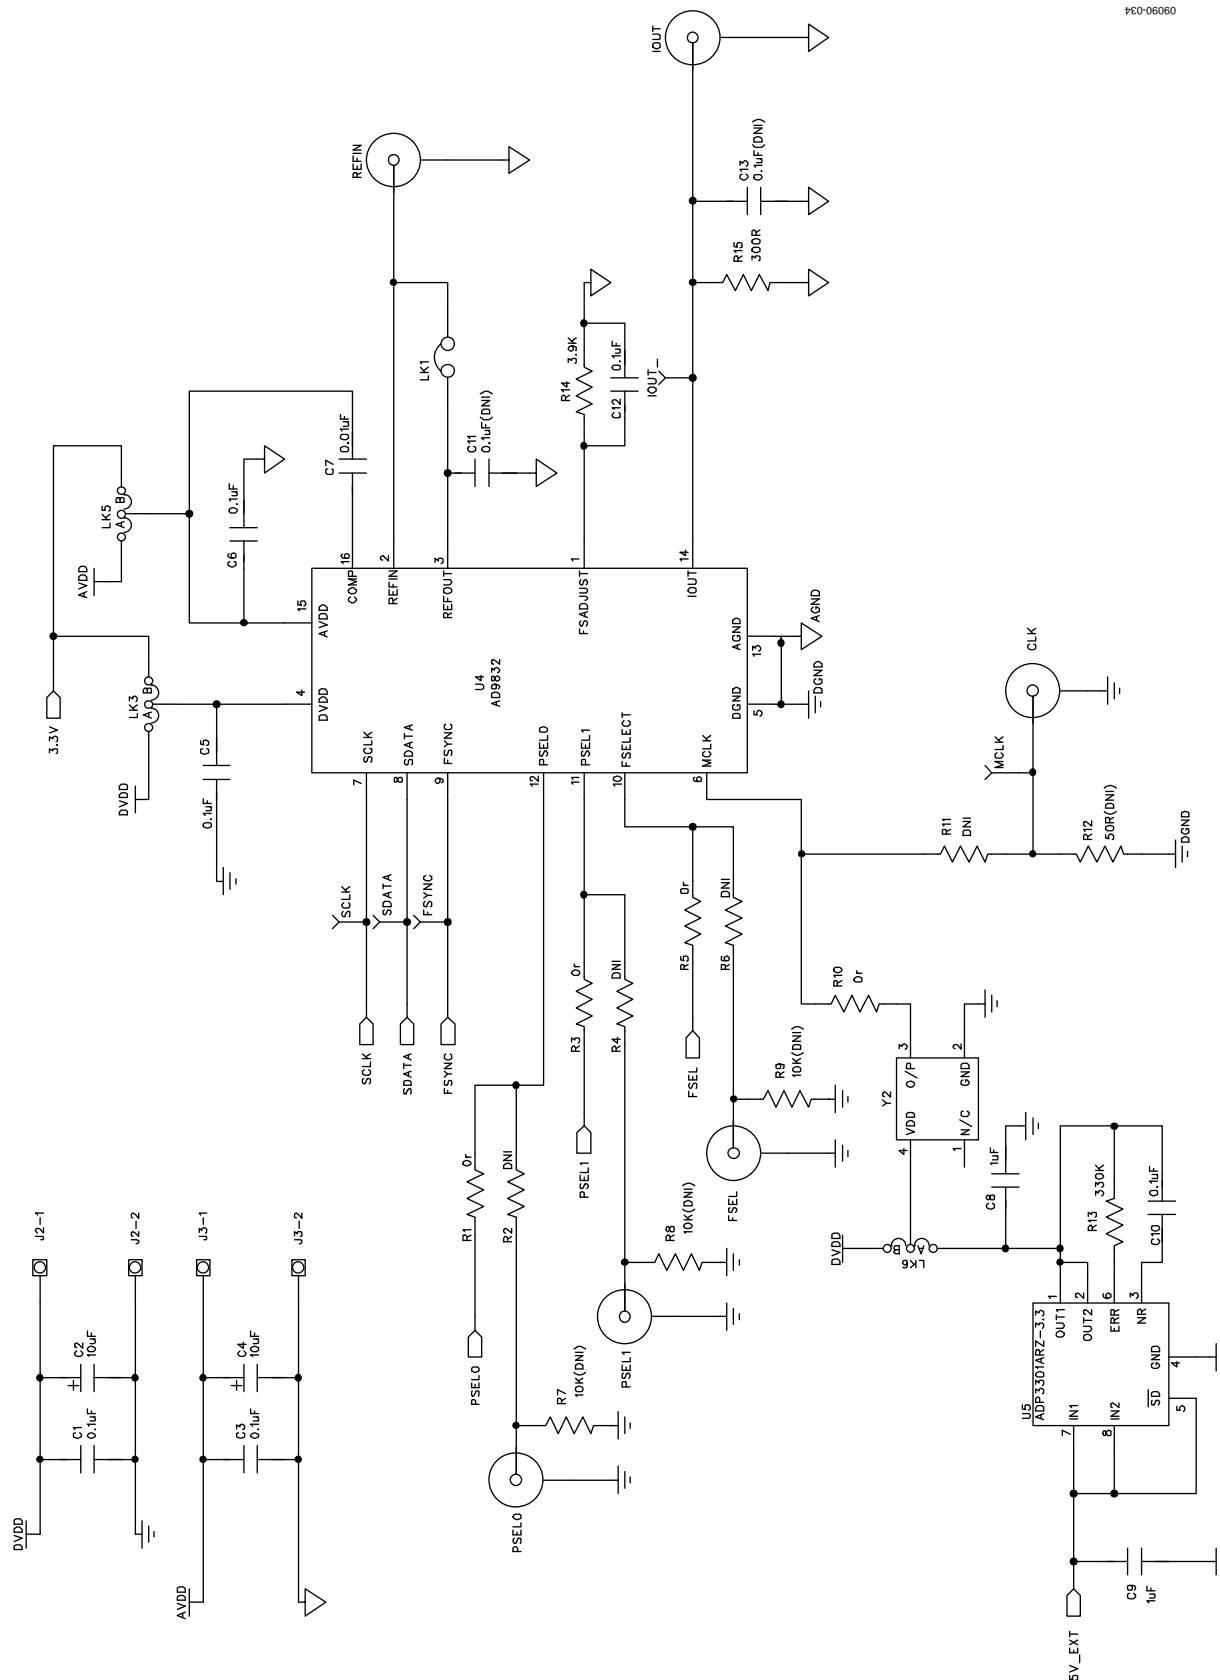 09090-034
IOUT
REFIN
C13
0.1uF(DNI)
R15
300R
LK1
C11
0.1uF(DNI)
3.9K
R14
0.1uF
C12
IOUT_
0.01uF
C7
0.1uF
C6
LK5
A B
AVDD
3.3V
LK3
A B
DVDD
C5
0.1uF
15
AVDD
4
DVDD
16
COMP
2
REFIN
3
REFOUT
1
FSADJUST
14
IOUT
U4
AD9832
7
SCLK
8
SDATA
9
FSYNC
12
PSEL0
11
PSEL1
10
FSELECT
6
MCLK
DGND
5
AGND
13
AGND
DGND
CLK
MCLK
R11
DNI
R12
50R(DNI)
DGND
SCLK
SDATA
FSYNC
SCLK
SDATA
FSYNC
R1
0r
R2
DNI
PSEL0
R7
10K(DNI)
PSEL0
R3
0r
R4
DNI
PSEL1
R8
10K(DNI)
PSEL1
R5
0r
R6
DNI
FSEL
R9
10K(DNI)
FSEL
R10
0r
Y2
3
O/P
2
GND
4
VDD
1
N/C
DVDD
B
A
LK6
C8
1uF
R13
330K
C10
0.1uF
U5
ADP3301ARZ-3.3
1
OUT1
2
OUT2
6
ERR
3
NR
GND
4
SD
5
7
IN1
8
IN2
C9
1uF
5V_EXT
J2-1
J2-2
J3-1
J3-2
C2
10uF
+
C1
0.1uF
C4
10uF
+
C3
0.1uF
DVDD
AVDD